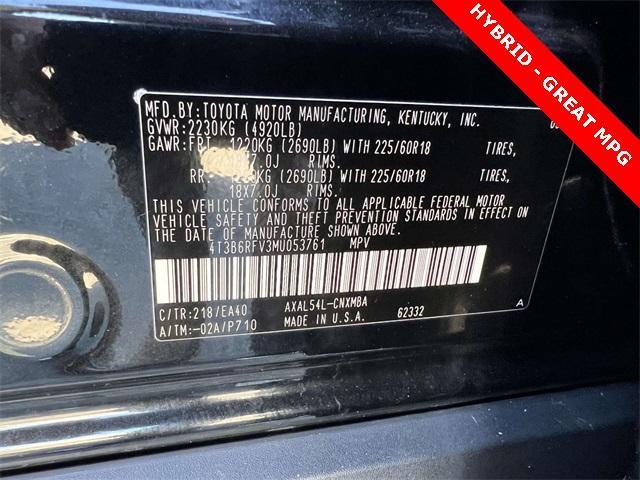 HYBRID - GREAT MPG
MFD.BY:TOYOTA MOTOR MANUFACTURING, KENTUCKY, INC.
GVWR:2230KG (4920LB)
GAWR:FRT 1220KG (2690LB) WITH 225/60R18 TIRES,
RIMS.
RR (2690LB) WITH 225/60R18 TIRES,
18X7.0J RIMS.
THIS VEHICLE CONFORMS TO ALL APPLICABLE FEDERAL MOTOR
VEHICLE SAFETY AND THEFT PREVENTION STANDARDS IN EFFECT ON
THE DATE OF MANUFACTURE SHOWN ABOVE.
4T3B6RFV3MU053761 MPV
C/TR:218/EA40 AXAL54L-CNXMBA
A/TM:-02A/P710 MADE IN U.S.A. 62332 A